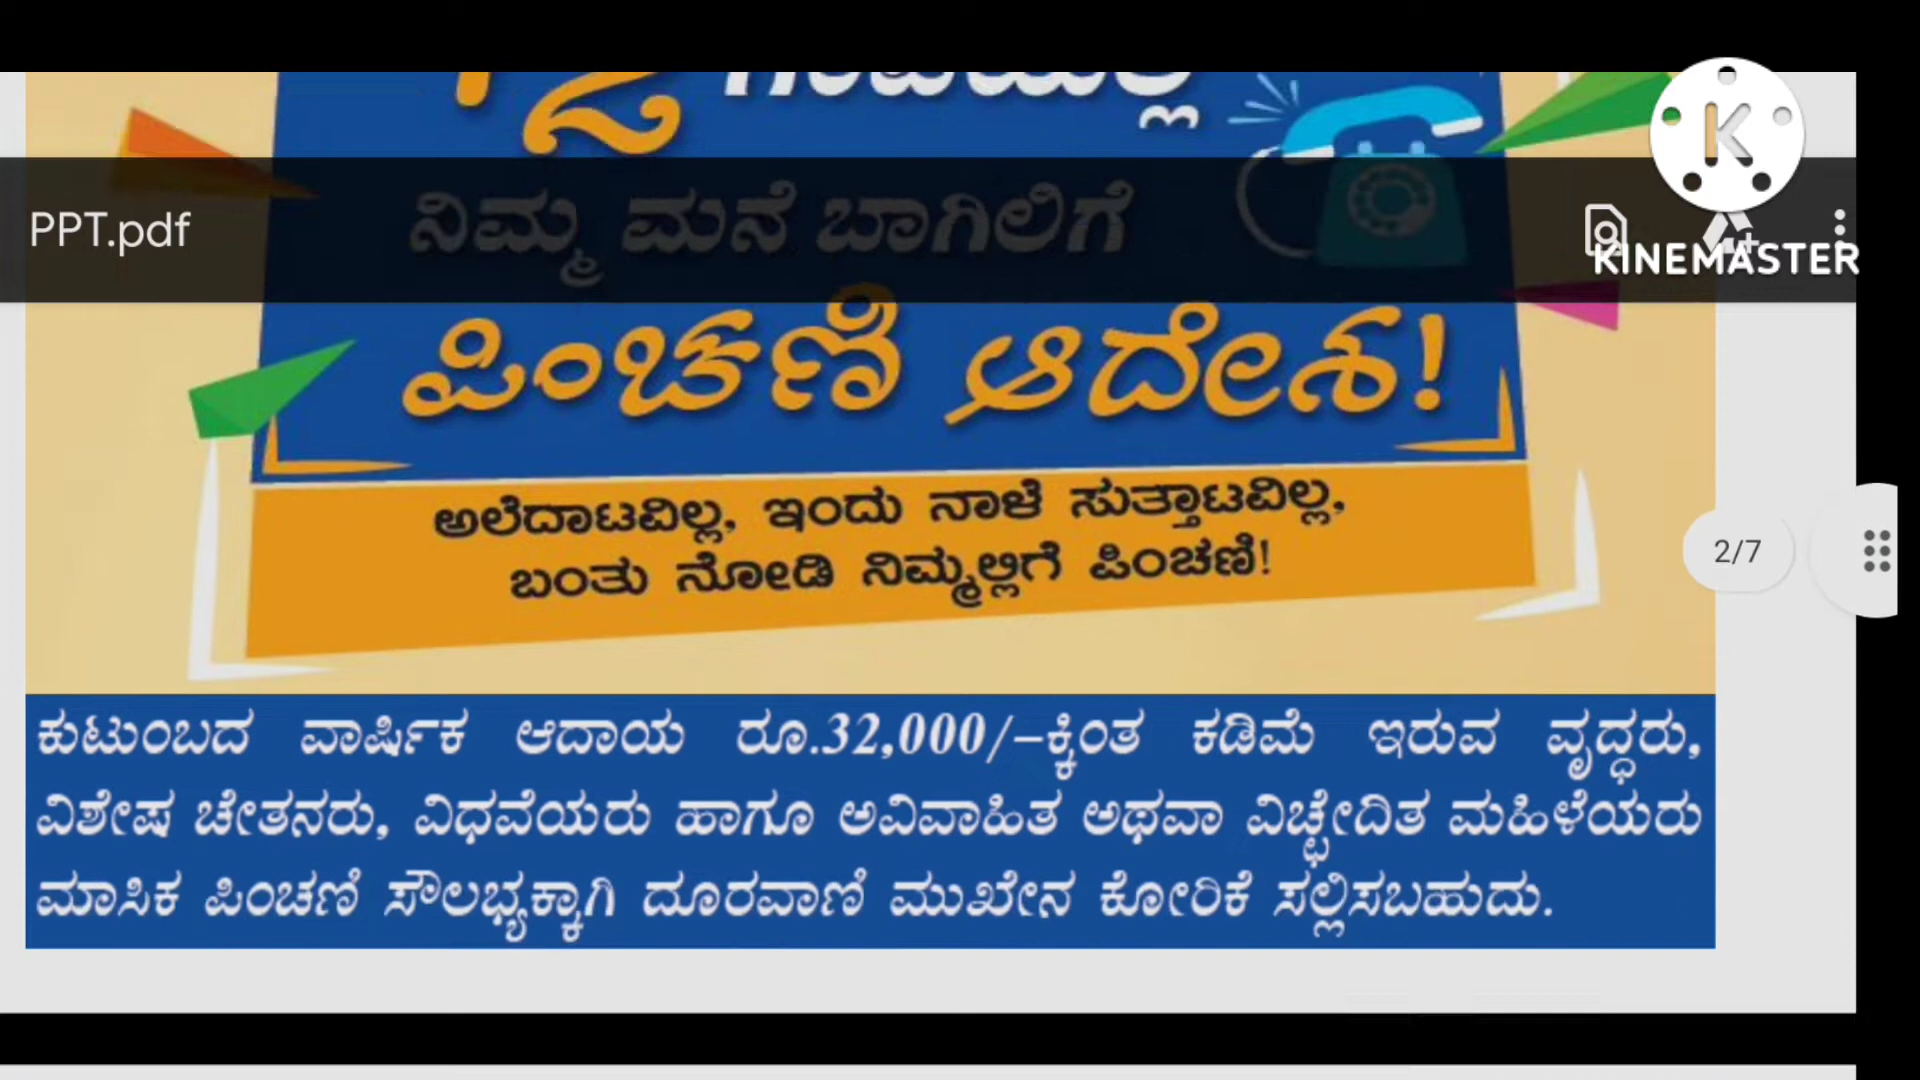 ನಿಮ್ಮ ಮನೆ ಬಾಗಿಲಿಗೆ
PPT.pdf
KINEMASTER
ಪಿಂಚಣಿ ಆದೇಶ!
ಅಲೆದಾಟವಿಲ್ಲ, ಇಂದು ನಾಳೆ ಸುತ್ತಾಟವಿಲ್ಲ,
ಬಂತು ನೋಡಿ ನಿಮ್ಮಲ್ಲಿಗೆ ಪಿಂಚಣಿ!
2/7
ಕುಟುಂಬದ ವಾರ್ಷಿಕ ಆದಾಯ ರೂ.32,000/-ಕ್ಕಿಂತ ಕಡಿಮೆ ಇರುವ ವೃದ್ಧರು,
ವಿಶೇಷ ಚೇತನರು, ವಿಧವೆಯರು ಹಾಗೂ ಅವಿವಾಹಿತ ಅಥವಾ ವಿಚ್ಛೇದಿತ ಮಹಿಳೆಯರು
ಮಾಸಿಕ ಪಿಂಚಣಿ ಸೌಲಭ್ಯಕ್ಕಾಗಿ ದೂರವಾಣಿ ಮುಖೇನ ಕೋರಿಕೆ ಸಲ್ಲಿಸಬಹುದು.